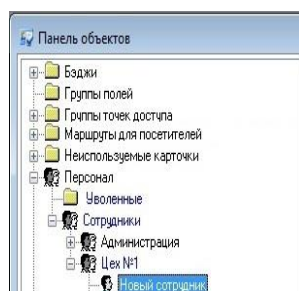 Панель объектов
Бэджи
Группы полей
Группы точек доступа
Маршруты для посетителей
Неиспользуемые карточки
Персонал
Уволенные
Сотрудники
Администрация
Цех №1
Новый сотрудник